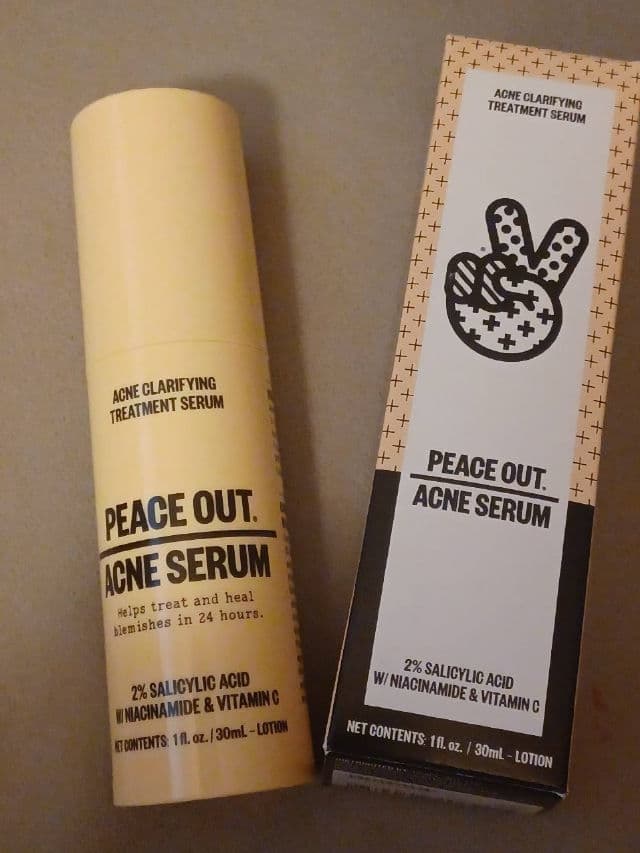 ACNE CLARIFYING
TREATMENT SERUM
PEACE OUT.
ACNE SERUM
Helps treat and heal
blemishes in 24 hours.
2% SALICYLIC ACID
W/ NIACINAMIDE & VITAMIN C
NET CONTENTS: 1 fl. oz. / 30mL - LOTION
ACNE CLARIFYING
TREATMENT SERUM
PEACE OUT.
ACNE SERUM
2% SALICYLIC ACID
W/ NIACINAMIDE & VITAMIN C
NET CONTENTS: 1 fl. oz. / 30mL - LOTION